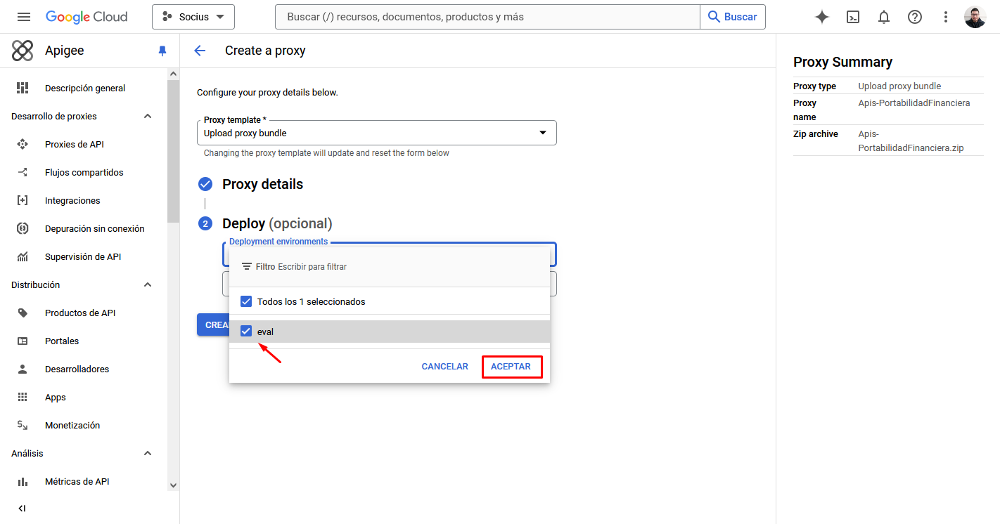 Google Cloud
Socius
Buscar (/) recursos, documentos, productos y más
Buscar
Apigee
Create a proxy
Descripción general
Desarrollo de proxies
Proxies de API
Flujos compartidos
Integraciones
Depuración sin conexión
Supervisión de API
Distribución
Productos de API
Portales
Desarrolladores
Apps
Monetización
Análisis
Métricas de API
Configure your proxy details below.
Proxy template *
Upload proxy bundle
Changing the proxy template will update and reset the form below
Proxy details
2 Deploy (opcional)
Deployment environments
Filtro Escribir para filtrar
Todos los 1 seleccionados
eval
CANCELAR ACEPTAR
Proxy Summary
Proxy type Upload proxy bundle
Proxy Apis-PortabilidadFinanciera
name
Zip archive Apis-
PortabilidadFinanciera.zip